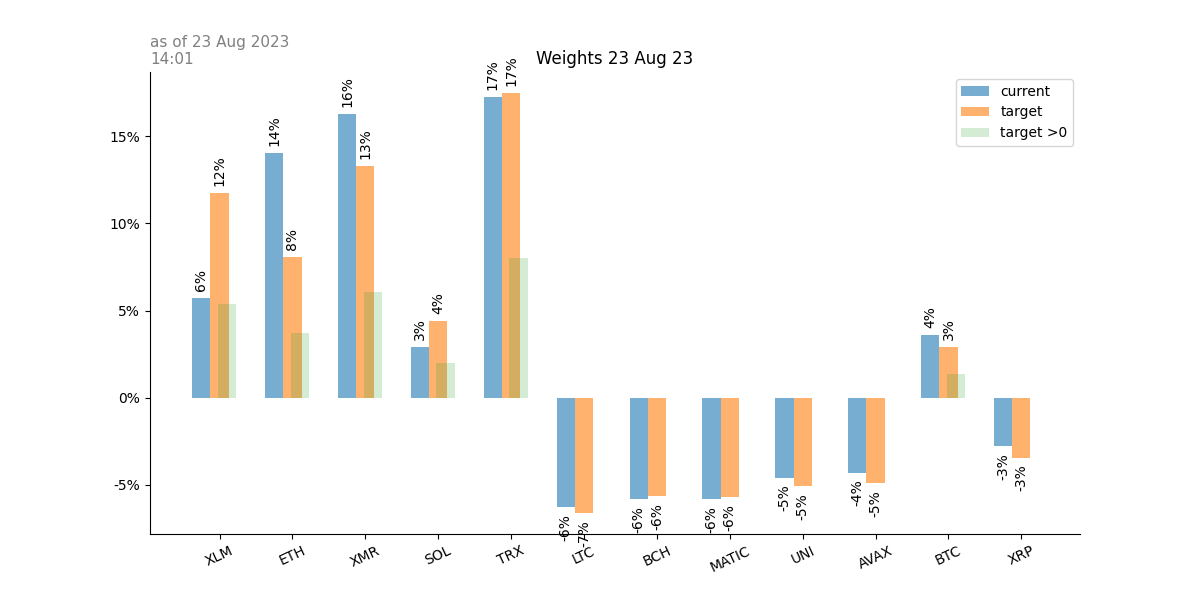 as of 23 Aug 2023
14:01
Weights 23 Aug 23
current
target
target >0
15%
10%
5%
0%
-5%
6%
12%
14%
8%
16%
13%
3%
4%
17%
17%
-6%
-7%
-6%
-6%
-6%
-6%
-5%
-5%
-4%
-5%
4%
3%
-3%
-3%
XLM
ETH
XMR
SOL
TRX
LTC
BCH
MATIC
UNI
AVAX
BTC
XRP